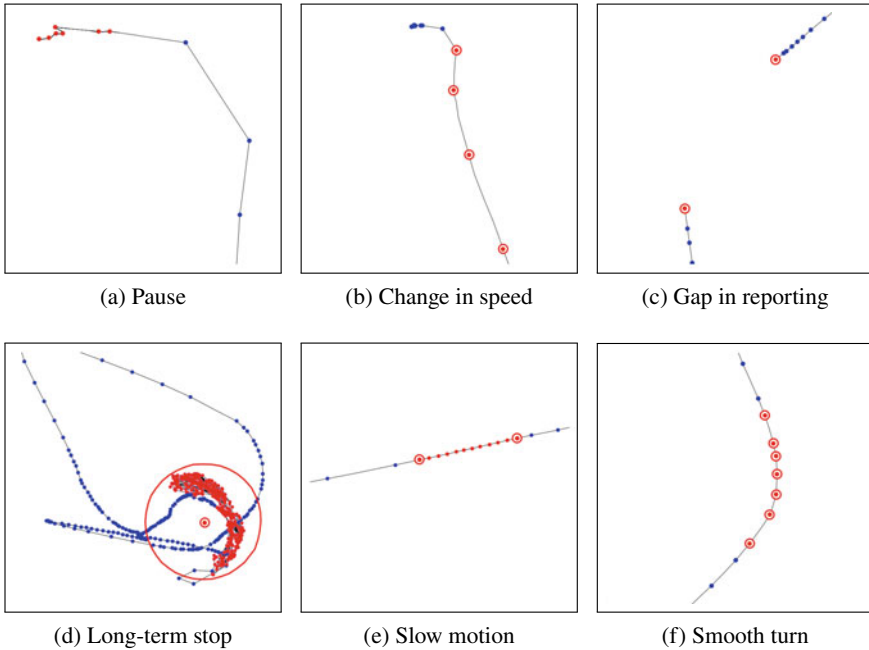 (a) Pause
(b) Change in speed
(c) Gap in reporting
(d) Long-term stop
(e) Slow motion
(f) Smooth turn